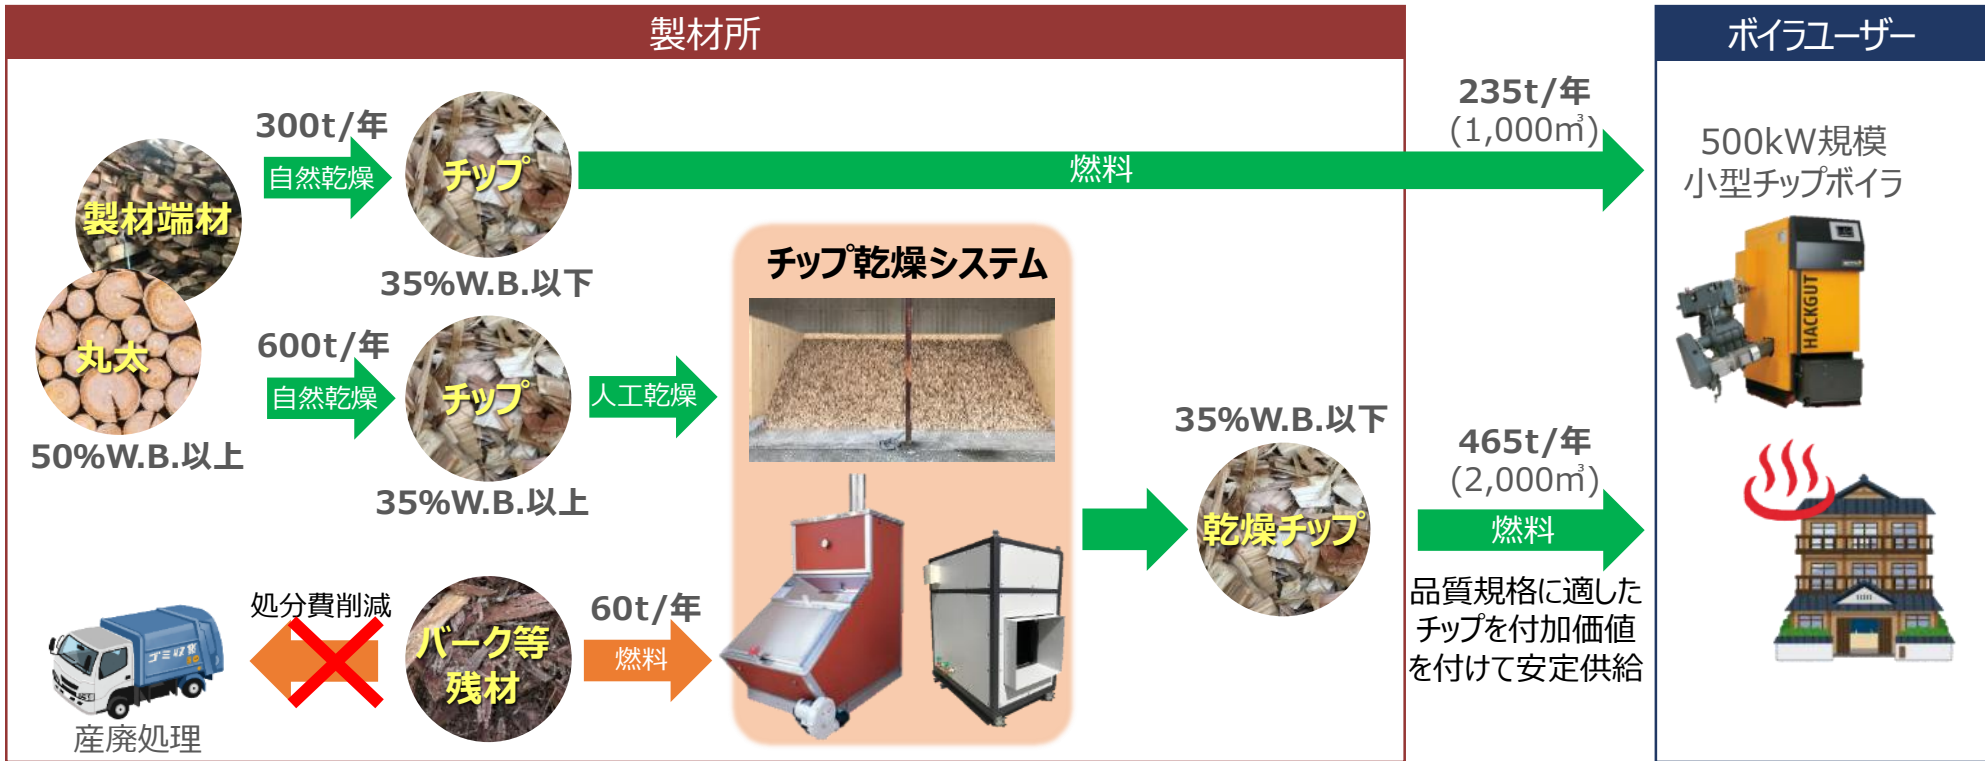 製材所
ボイラユーザー
300t/年
自然乾燥
チップ
35%W.B.以下
燃料
235t/年
(1,000㎥)
500kW規模
小型チップボイラ
HACKGUT
製材端材
丸太
50%W.B.以上
600t/年
自然乾燥
チップ
35%W.B.以上
人工乾燥
チップ乾燥システム
35%W.B.以下
乾燥チップ
465t/年
(2,000㎥)
燃料
品質規格に適した
チップを付加価値
を付けて安定供給
処分費削減
産廃処理
バーク等
残材
60t/年
燃料